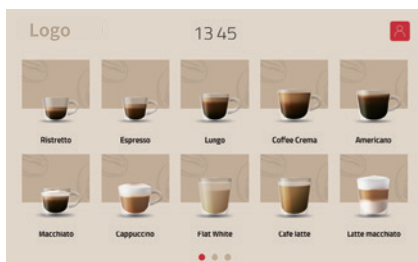 Logo
13 45
Ristretto Espresso Lungo Coffee Crema Americano
Macchiato Cappuccino Flat White Cafe latte Latte macchiato